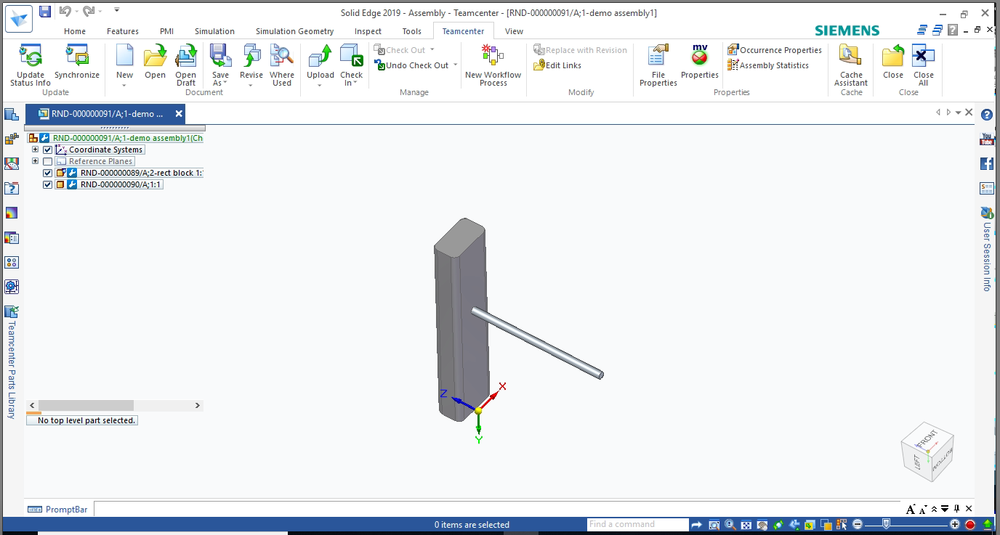 Solid Edge 2019 - Assembly - Teamcenter - [RND-000000091/A;1-demo assembly1]
Home Features PMI Simulation Simulation Geometry Inspect Tools Teamcenter View SIEMENS
mv
Check Out Replace with Revision Occurrence Properties
Undo Check Out Edit Links Assembly Statistics
Update Status Info
Synchronize
New
Open
Open Draft
Save As
Revise
Where Used
Upload
Check In
New Workflow Process
File Properties
Properties
Cache Assistant
Close
Close All
Update Document Manage Modify Properties Cache Close
RND-000000091/A;1-demo ...
You Tube
RND-000000091/A;1-demo assembly1(Ch
Coordinate Systems
Reference Planes
RND-000000089/A;2-rect block 1:
RND-000000090/A;1:1
User Session Info
Teamcenter Parts Library
No top level part selected.
Z X
Y
FRONT
LEFT
BOTTOM
PromptBar
A A
0 items are selected
Find a command